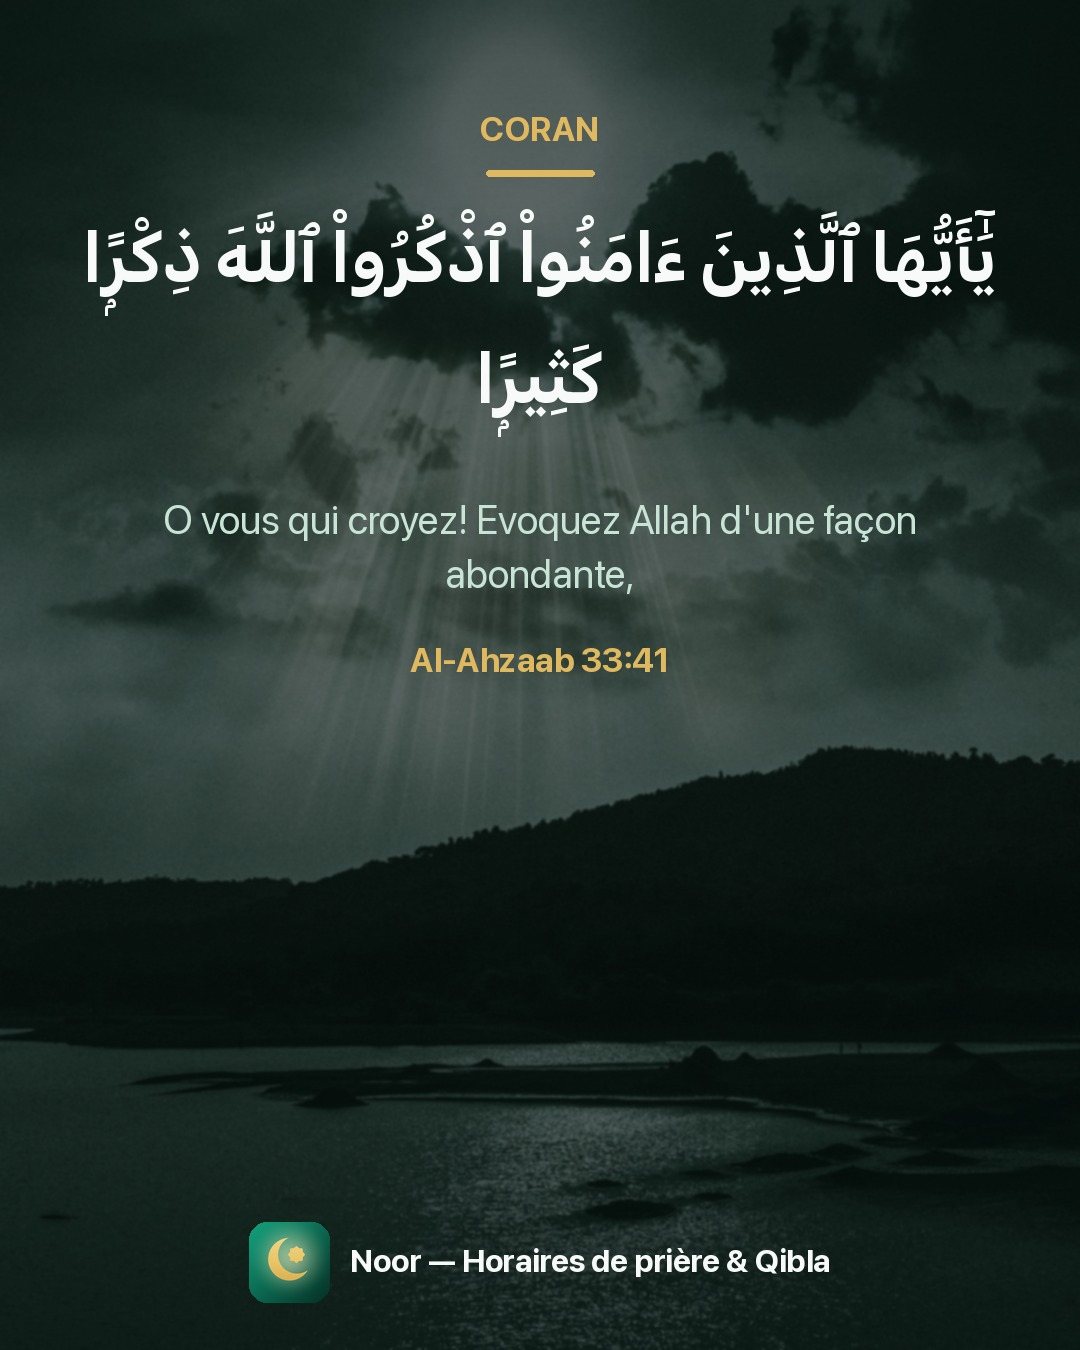 CORAN
يَٰٓأَيُّهَا ٱلَّذِينَ ءَامَنُوا۟ ٱذْكُرُوا۟ ٱللَّهَ ذِكْرًۭا
كَثِيرًۭا
O vous qui croyez! Evoquez Allah d'une façon
abondante,
Al-Ahzaab 33:41
Noor — Horaires de prière & Qibla